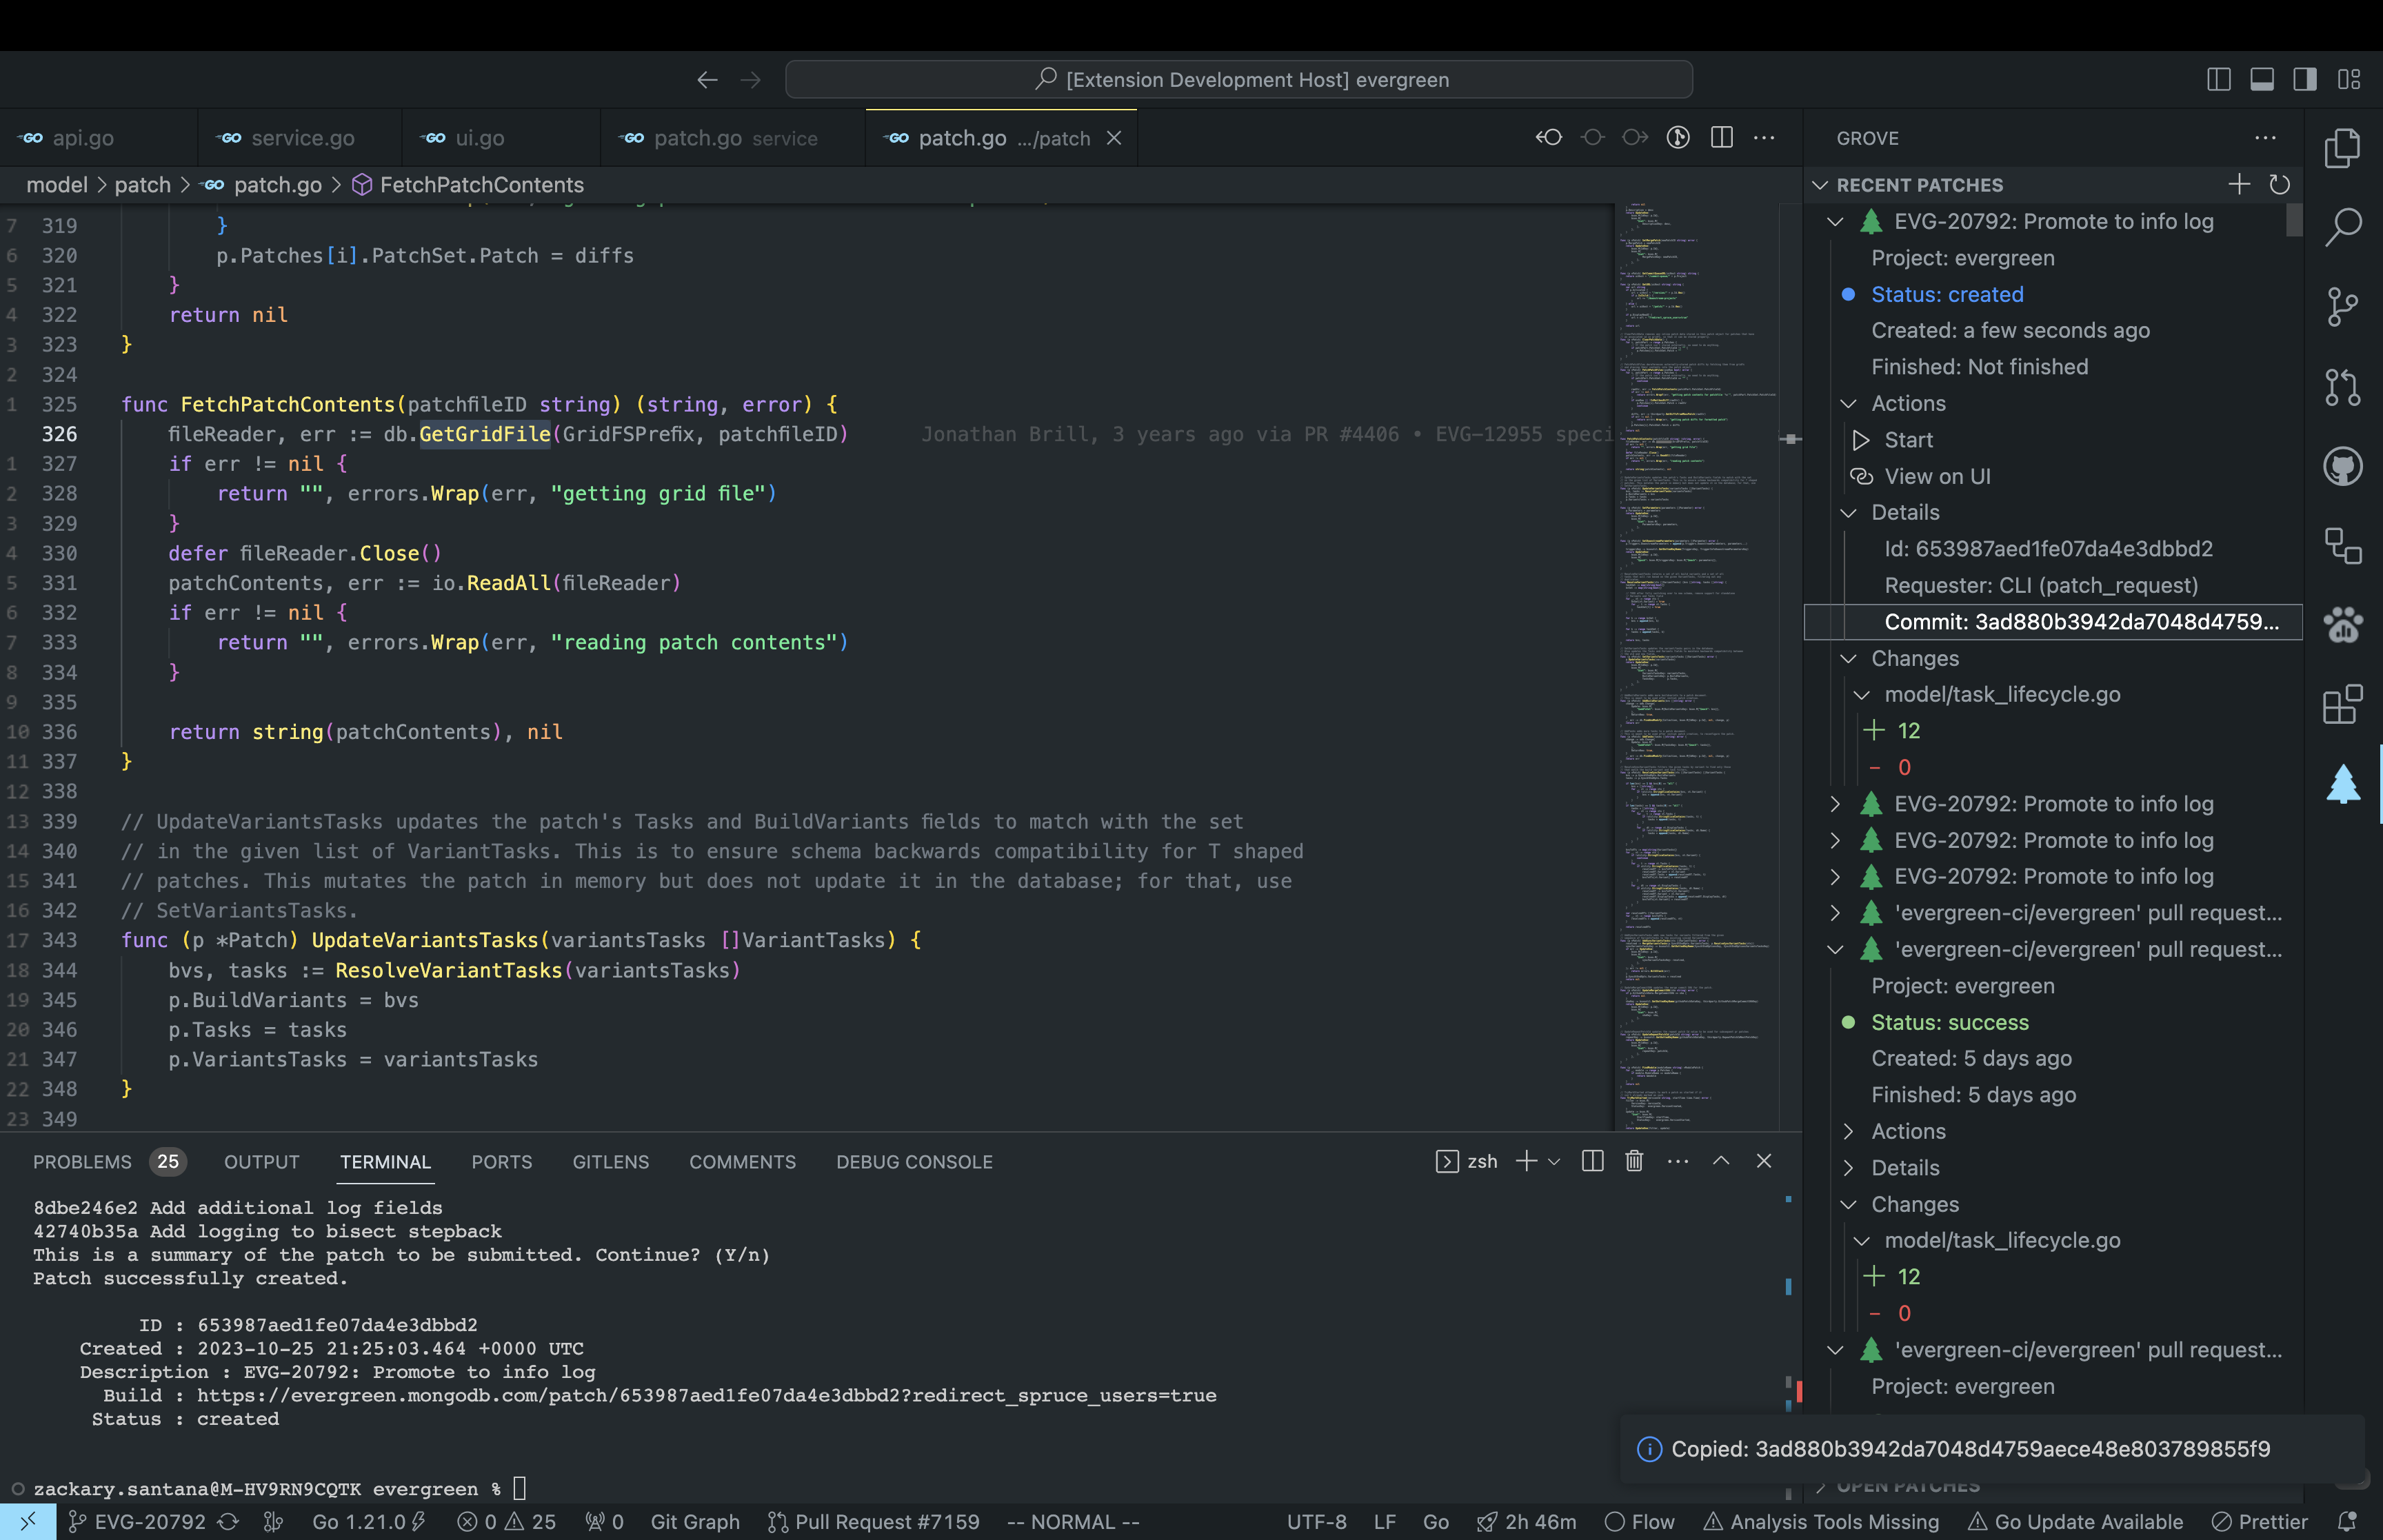 [Extension Development Host] evergreen
api.go
service.go
ui.go
patch.go service
patch.go .../patch
GROVE
model > patch > patch.go > FetchPatchContents
RECENT PATCHES
7 319 }
6 320 p.Patches[i].PatchSet.Patch = diffs
5 321 }
4 322 return nil
3 323 }
2 324
1 325 func FetchPatchContents(patchfileID string) (string, error) {
326 fileReader, err := db.GetGridFile(GridFSPrefix, patchfileID) Jonathan Brill, 3 years ago via PR #4406 • EVG-12955 speci
1 327 if err != nil {
2 328 return "", errors.Wrap(err, "getting grid file")
3 329 }
4 330 defer fileReader.Close()
5 331 patchContents, err := io.ReadAll(fileReader)
6 332 if err != nil {
7 333 return "", errors.Wrap(err, "reading patch contents")
8 334 }
9 335
10 336 return string(patchContents), nil
11 337 }
12 338
13 339 // UpdateVariantsTasks updates the patch's Tasks and BuildVariants fields to match with the set
14 340 // in the given list of VariantTasks. This is to ensure schema backwards compatibility for T shaped
15 341 // patches. This mutates the patch in memory but does not update it in the database; for that, use
16 342 // SetVariantsTasks.
17 343 func (p *Patch) UpdateVariantsTasks(variantsTasks []VariantTasks) {
18 344 bvs, tasks := ResolveVariantTasks(variantsTasks)
19 345 p.BuildVariants = bvs
20 346 p.Tasks = tasks
21 347 p.VariantsTasks = variantsTasks
22 348 }
23 349
EVG-20792: Promote to info log
Project: evergreen
Status: created
Created: a few seconds ago
Finished: Not finished
Actions
Start
View on UI
Details
Id: 653987aed1fe07da4e3dbbd2
Requester: CLI (patch_request)
Commit: 3ad880b3942da7048d4759...
Changes
model/task_lifecycle.go
+ 12
- 0
EVG-20792: Promote to info log
EVG-20792: Promote to info log
EVG-20792: Promote to info log
'evergreen-ci/evergreen' pull request...
'evergreen-ci/evergreen' pull request...
Project: evergreen
Status: success
Created: 5 days ago
Finished: 5 days ago
Actions
Details
Changes
model/task_lifecycle.go
+ 12
- 0
'evergreen-ci/evergreen' pull request...
Project: evergreen
OPEN PATCHES
PROBLEMS 25 OUTPUT TERMINAL PORTS GITLENS COMMENTS DEBUG CONSOLE
zsh
8dbe246e2 Add additional log fields
42740b35a Add logging to bisect stepback
This is a summary of the patch to be submitted. Continue? (Y/n)
Patch successfully created.
ID : 653987aed1fe07da4e3dbbd2
Created : 2023-10-25 21:25:03.464 +0000 UTC
Description : EVG-20792: Promote to info log
Build : https://evergreen.mongodb.com/patch/653987aed1fe07da4e3dbbd2?redirect_spruce_users=true
Status : created
zackary.santana@M-HV9RN9CQTK evergreen %
Copied: 3ad880b3942da7048d4759aece48e803789855f9
EVG-20792 Go 1.21.0 0 25 0 Git Graph Pull Request #7159 -- NORMAL -- UTF-8 LF Go 2h 46m Flow Analysis Tools Missing Go Update Available Prettier